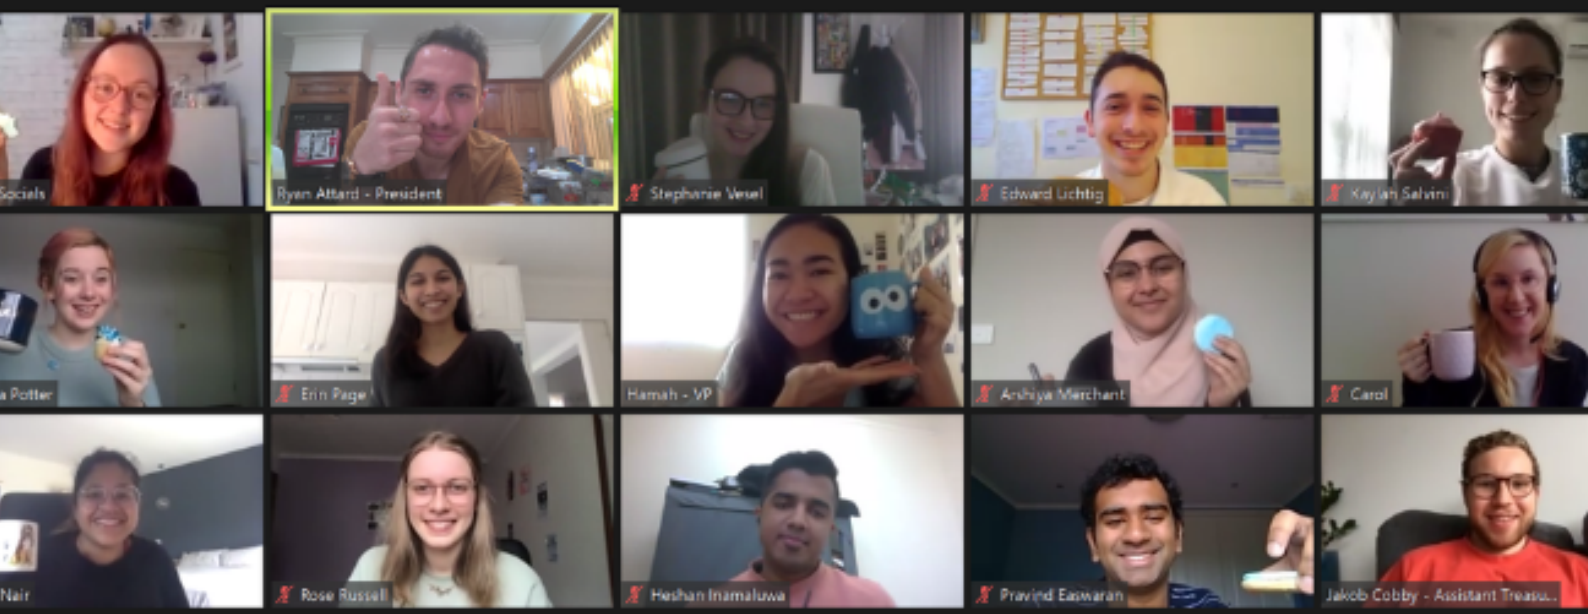 Socials
Ryan Attard - President
Stephanie Vesel
Edward Lichtig
Kaylah Salvini
a Potter
Erin Page
Hamah - VP
Arshiya Merchant
Carol
Nair
Rose Russell
Heshan Inamaluwa
Pravind Easwaran
Jakob Cobby - Assistant Treasu...